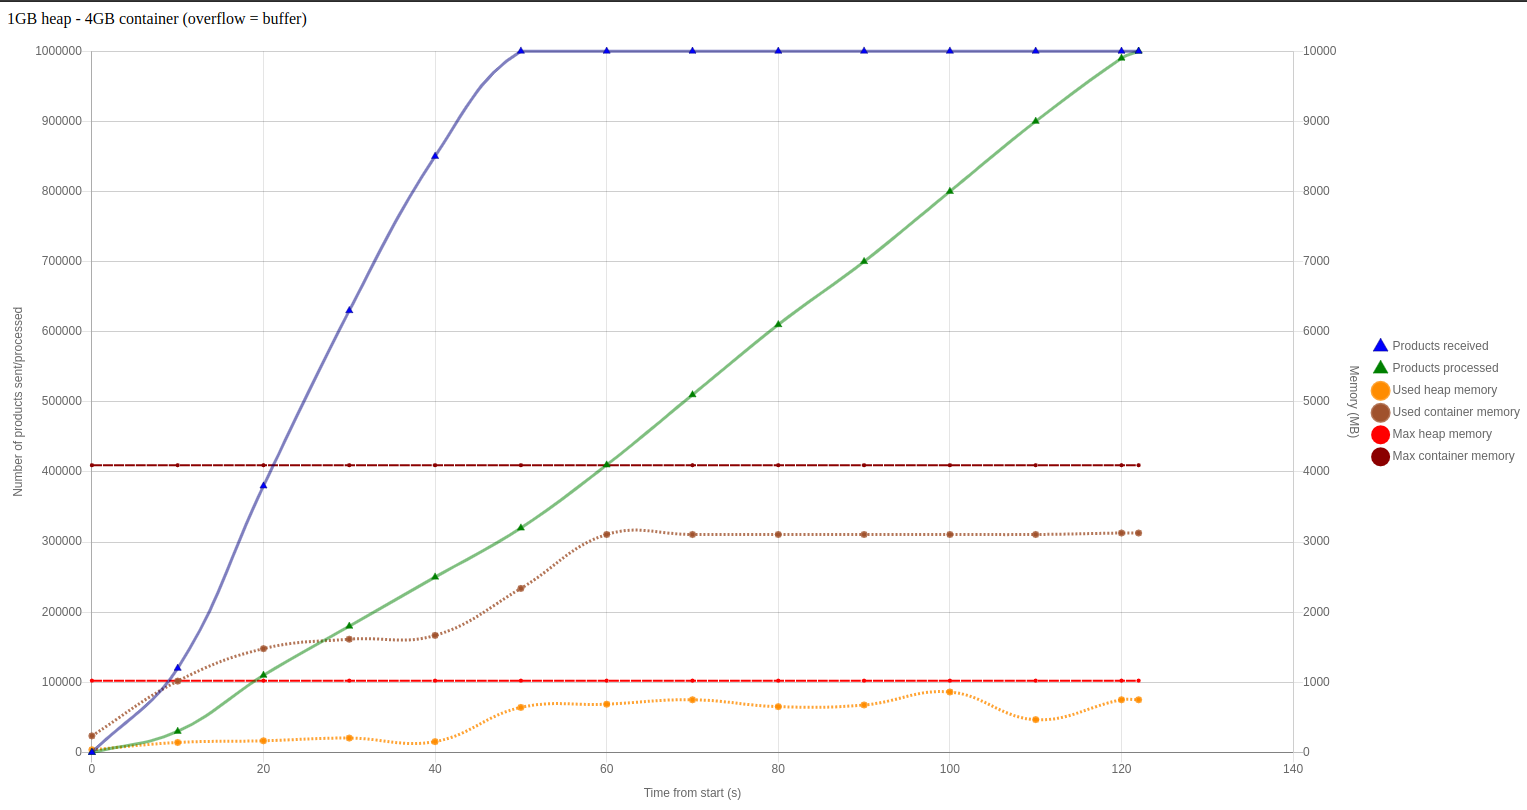 1GB heap - 4GB container (overflow = buffer)
1000000
900000
800000
700000
600000
500000
400000
300000
200000
100000
0
Number of products sent/processed
10000
9000
8000
7000
6000
5000
4000
3000
2000
1000
0
Memory (MB)
0 20 40 60 80 100 120 140
Time from start (s)
Products received
Products processed
Used heap memory
Used container memory
Max heap memory
Max container memory